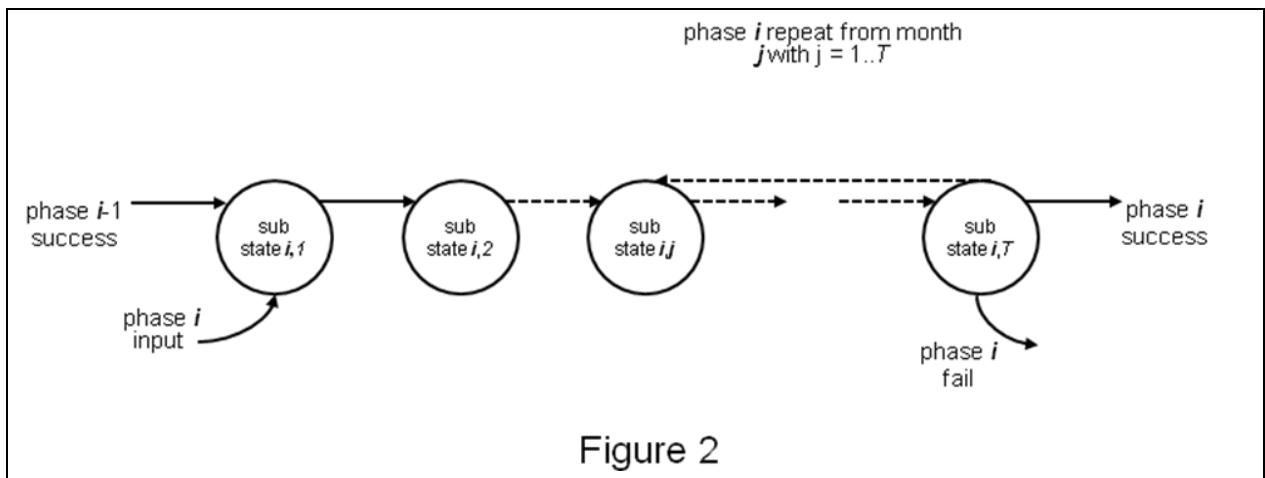 phase i repeat from month
j with j = 1..T
phase i-1
success
sub
state i,1
sub
state i,2
sub
state i,j
sub
state i,T
phase i
success
phase i
input
phase i
fail
Figure 2